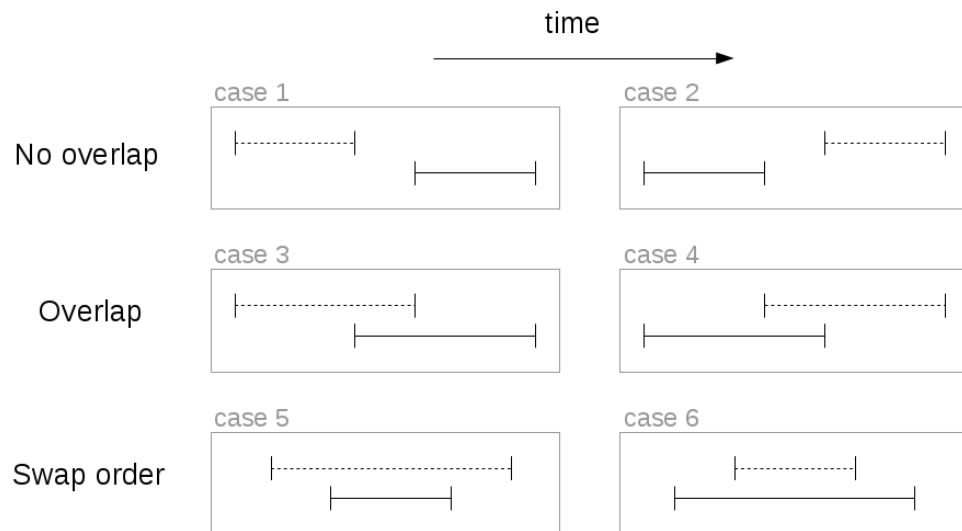 time
case 1
case 2
No overlap
case 3
case 4
Overlap
case 5
case 6
Swap order